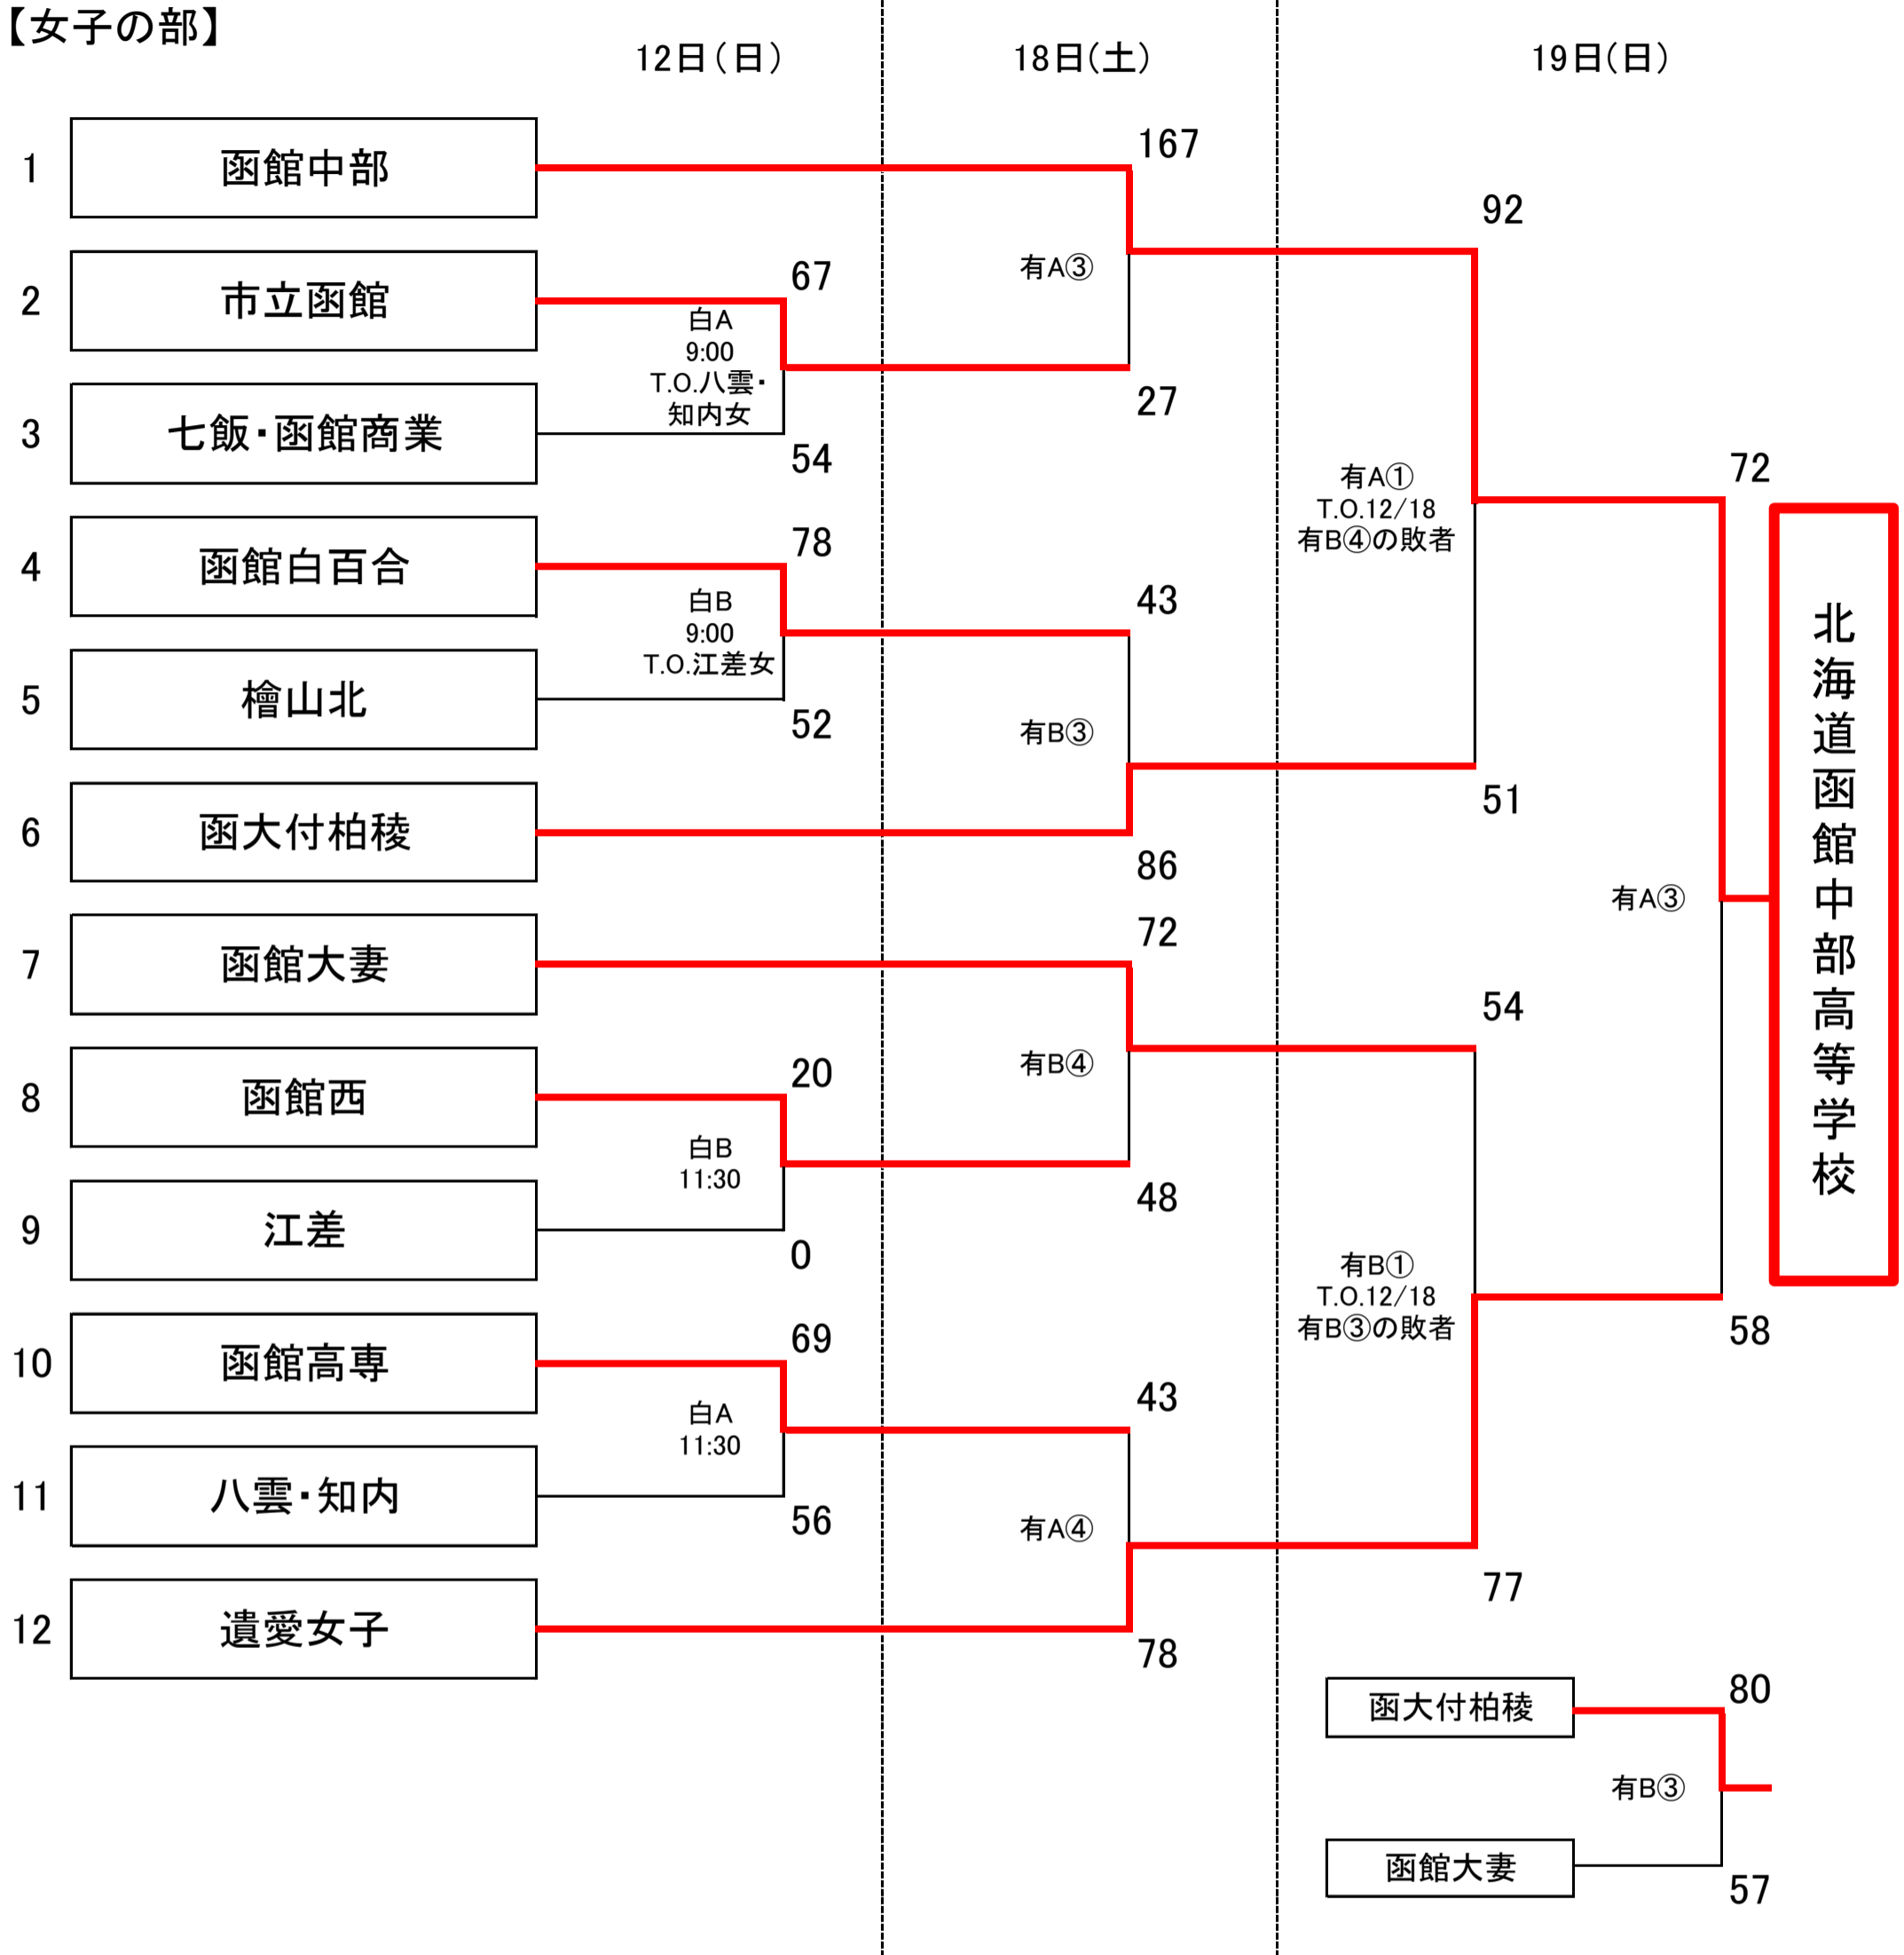 【女子の部】
12日(日)
18日(土)
19日(日)
1
函館中部
167
92
2
市立函館
67
白A
9:00
T.O.八雲・
知内女
有A③
27
3
七飯・函館商業
54
有A①
T.O.12/18
有B④の敗者
72
4
函館白百合
78
白B
9:00
T.O.江差女
43
5
檜山北
52
有B③
51
6
函大付柏稜
86
有A③
北海道函館中部高等学校
7
函館大妻
72
54
8
函館西
20
白B
11:30
有B④
48
9
江差
0
有B①
T.O.12/18
有B③の敗者
58
10
函館高専
69
白A
11:30
43
11
八雲・知内
56
有A④
77
12
遺愛女子
78
函大付柏稜
80
有B③
函館大妻
57